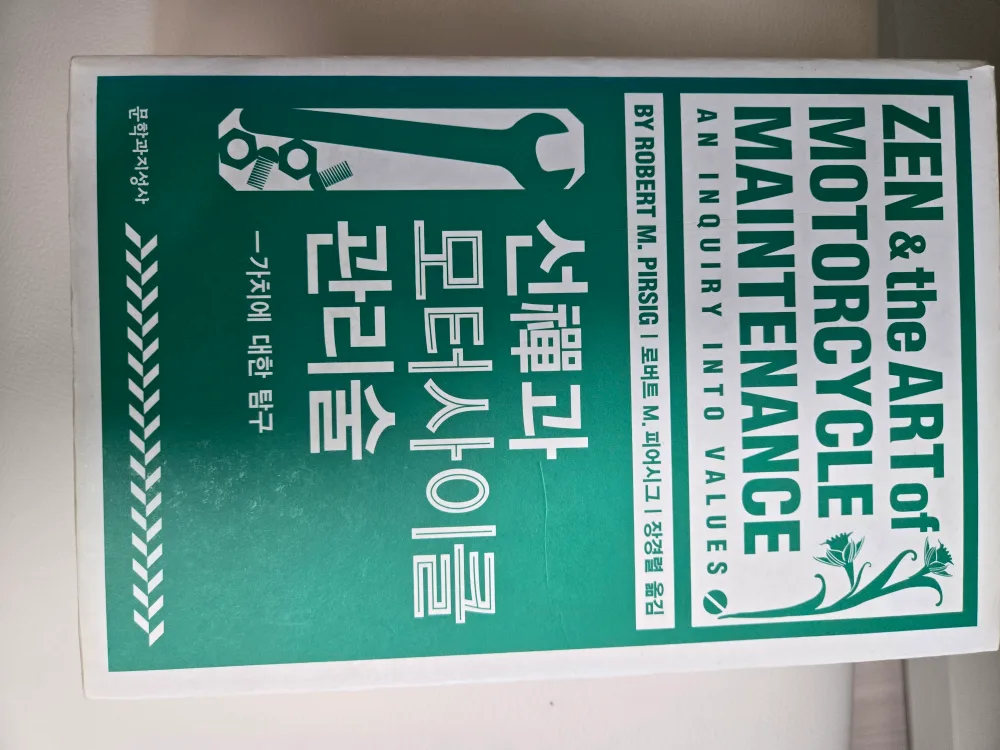 ZEN & the ART of
MOTORCYCLE
MAINTENANCE
AN INQUIRY INTO VALUES
BY ROBERT M. PIRSIG | 로버트 M. 피어시그 | 장경렬 옮김
선禪과
모터사이클
관리술
—가치에 대한 탐구
문학과지성사